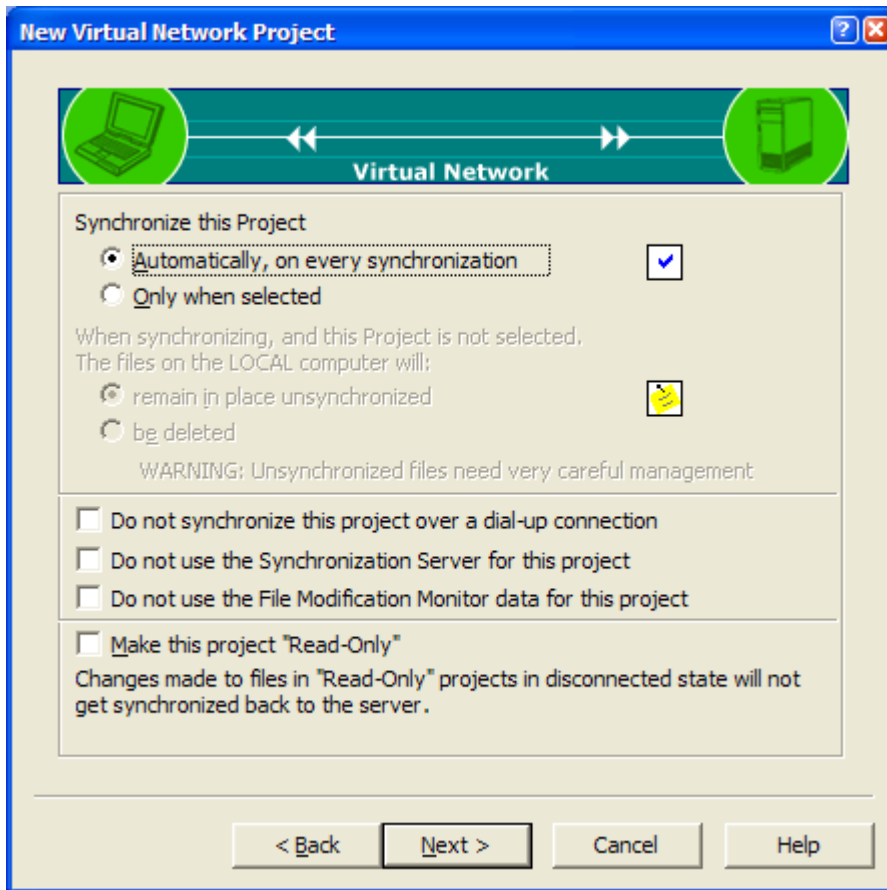 New Virtual Network Project
Virtual Network
Synchronize this Project
Automatically, on every synchronization
Only when selected
When synchronizing, and this Project is not selected.
The files on the LOCAL computer will:
remain in place unsynchronized
be deleted
WARNING: Unsynchronized files need very careful management
Do not synchronize this project over a dial-up connection
Do not use the Synchronization Server for this project
Do not use the File Modification Monitor data for this project
Make this project "Read-Only"
Changes made to files in "Read-Only" projects in disconnected state will not
get synchronized back to the server.
< Back
Next >
Cancel
Help